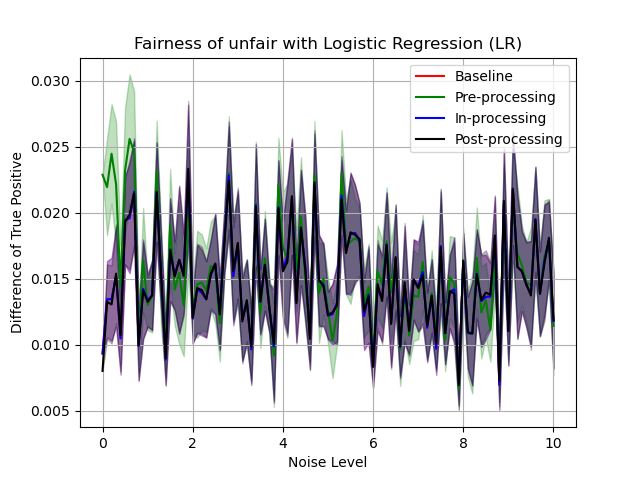 Fairness of unfair with Logistic Regression (LR)
Baseline
Pre-processing
In-processing
Post-processing
0.030
0.025
0.020
0.015
0.010
0.005
Difference of True Positive
0 2 4 6 8 10
Noise Level